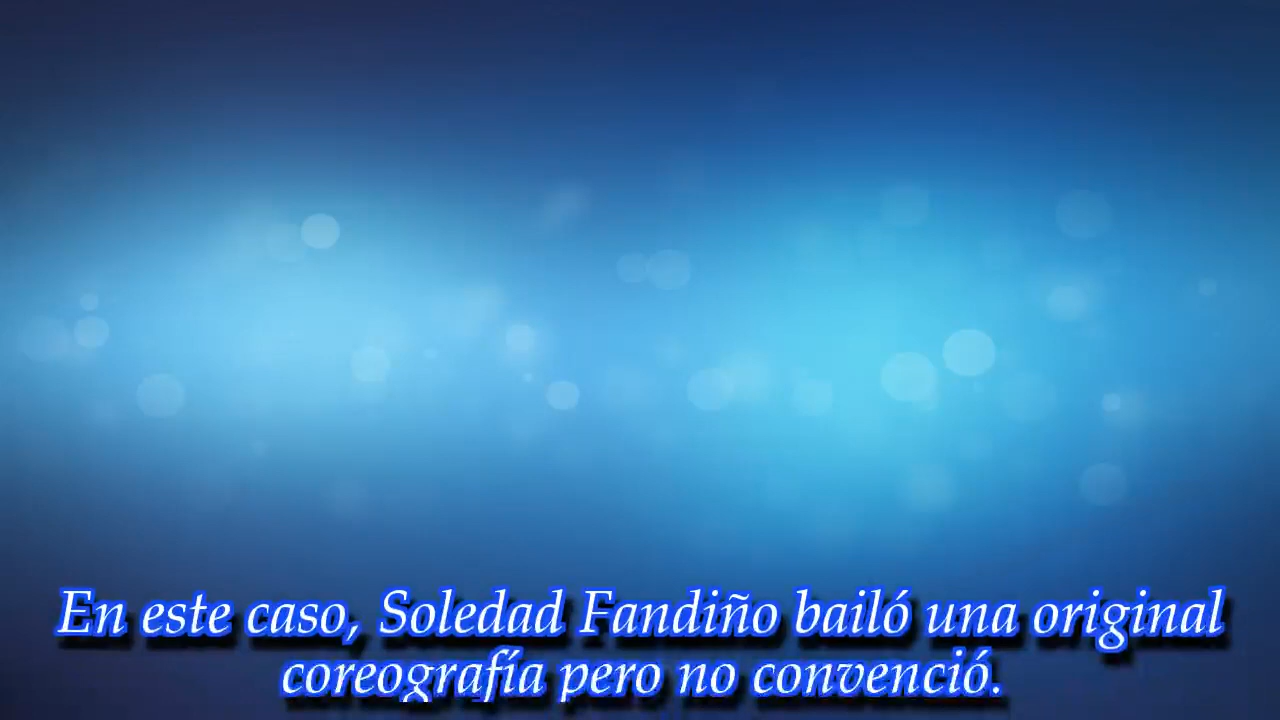 En este caso, Soledad Fandiño bailó una original
coreografía pero no convenció.